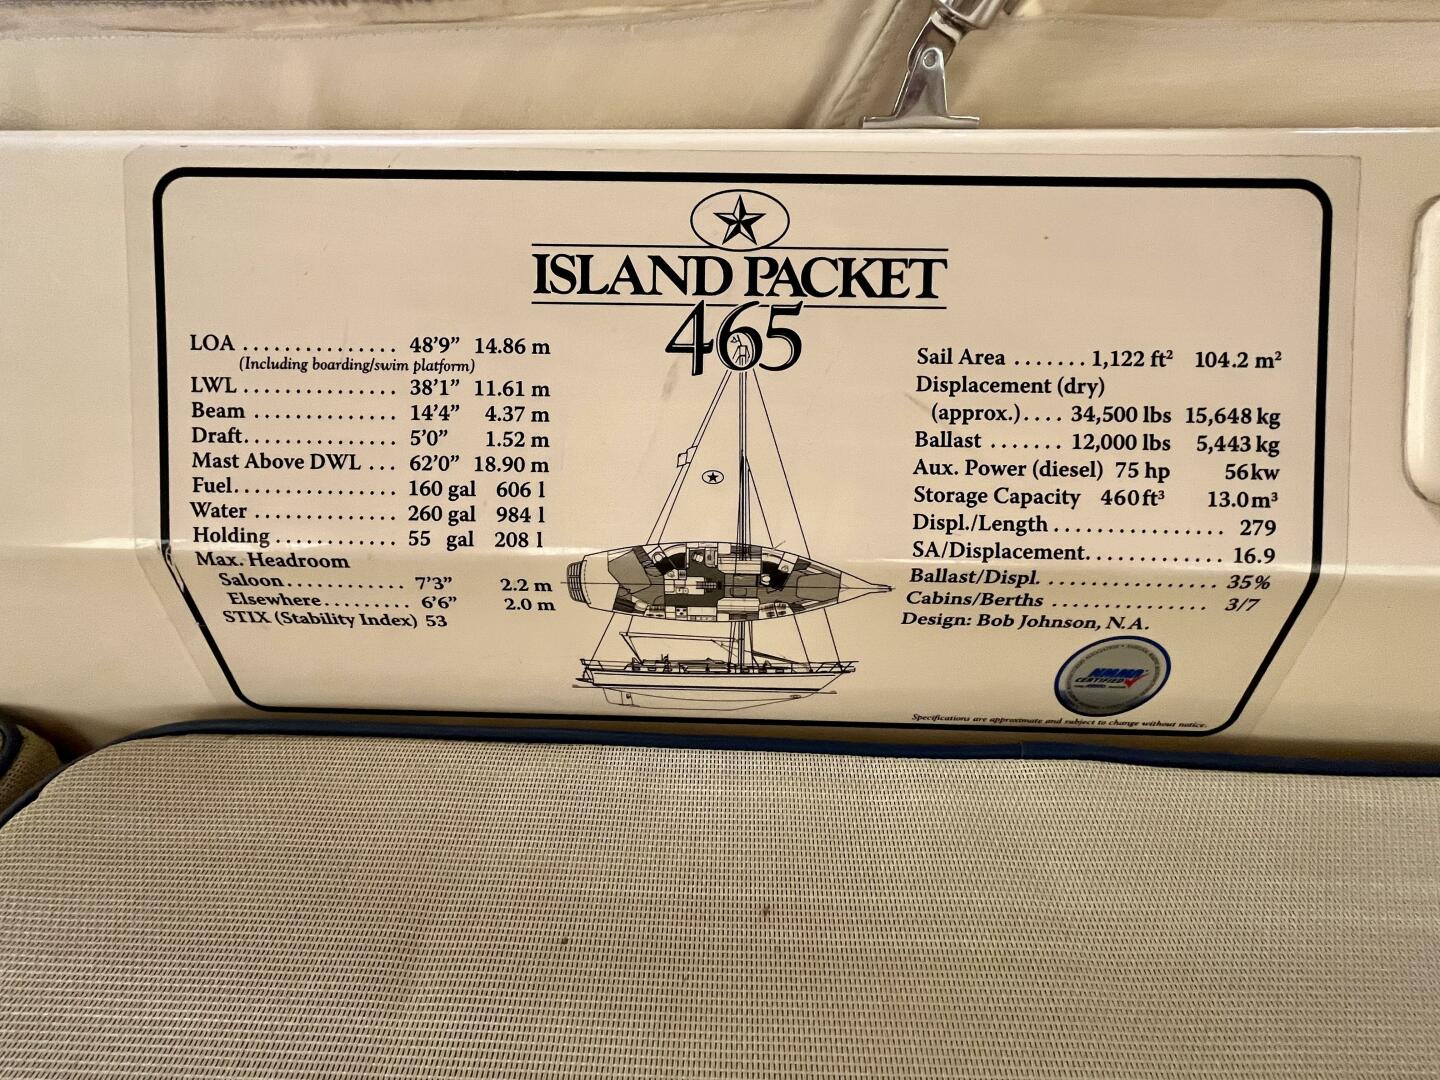 ISLAND PACKET
465
LOA ............... 48'9" 14.86 m
(Including boarding/swim platform)
LWL ............... 38'1" 11.61 m
Beam ............. 14'4" 4.37 m
Draft.............. 5'0" 1.52 m
Mast Above DWL ... 62'0" 18.90 m
Fuel............... 160 gal 606 l
Water ............. 260 gal 984 l
Holding ........... 55 gal 208 l
Max. Headroom
Saloon........... 7'3" 2.2 m
Elsewhere........ 6'6" 2.0 m
STIX (Stability Index) 53
Sail Area ....... 1,122 ft² 104.2 m²
Displacement (dry)
(approx.).... 34,500 lbs 15,648 kg
Ballast ....... 12,000 lbs 5,443 kg
Aux. Power (diesel) 75 hp 56kw
Storage Capacity 460ft³ 13.0m³
Displ./Length ............... 279
SA/Displacement............ 16.9
Ballast/Displ. ................ 35%
Cabins/Berths ............... 3/7
Design: Bob Johnson, N.A.
NMMA
CERTIFIED
Specifications are approximate and subject to change without notice.